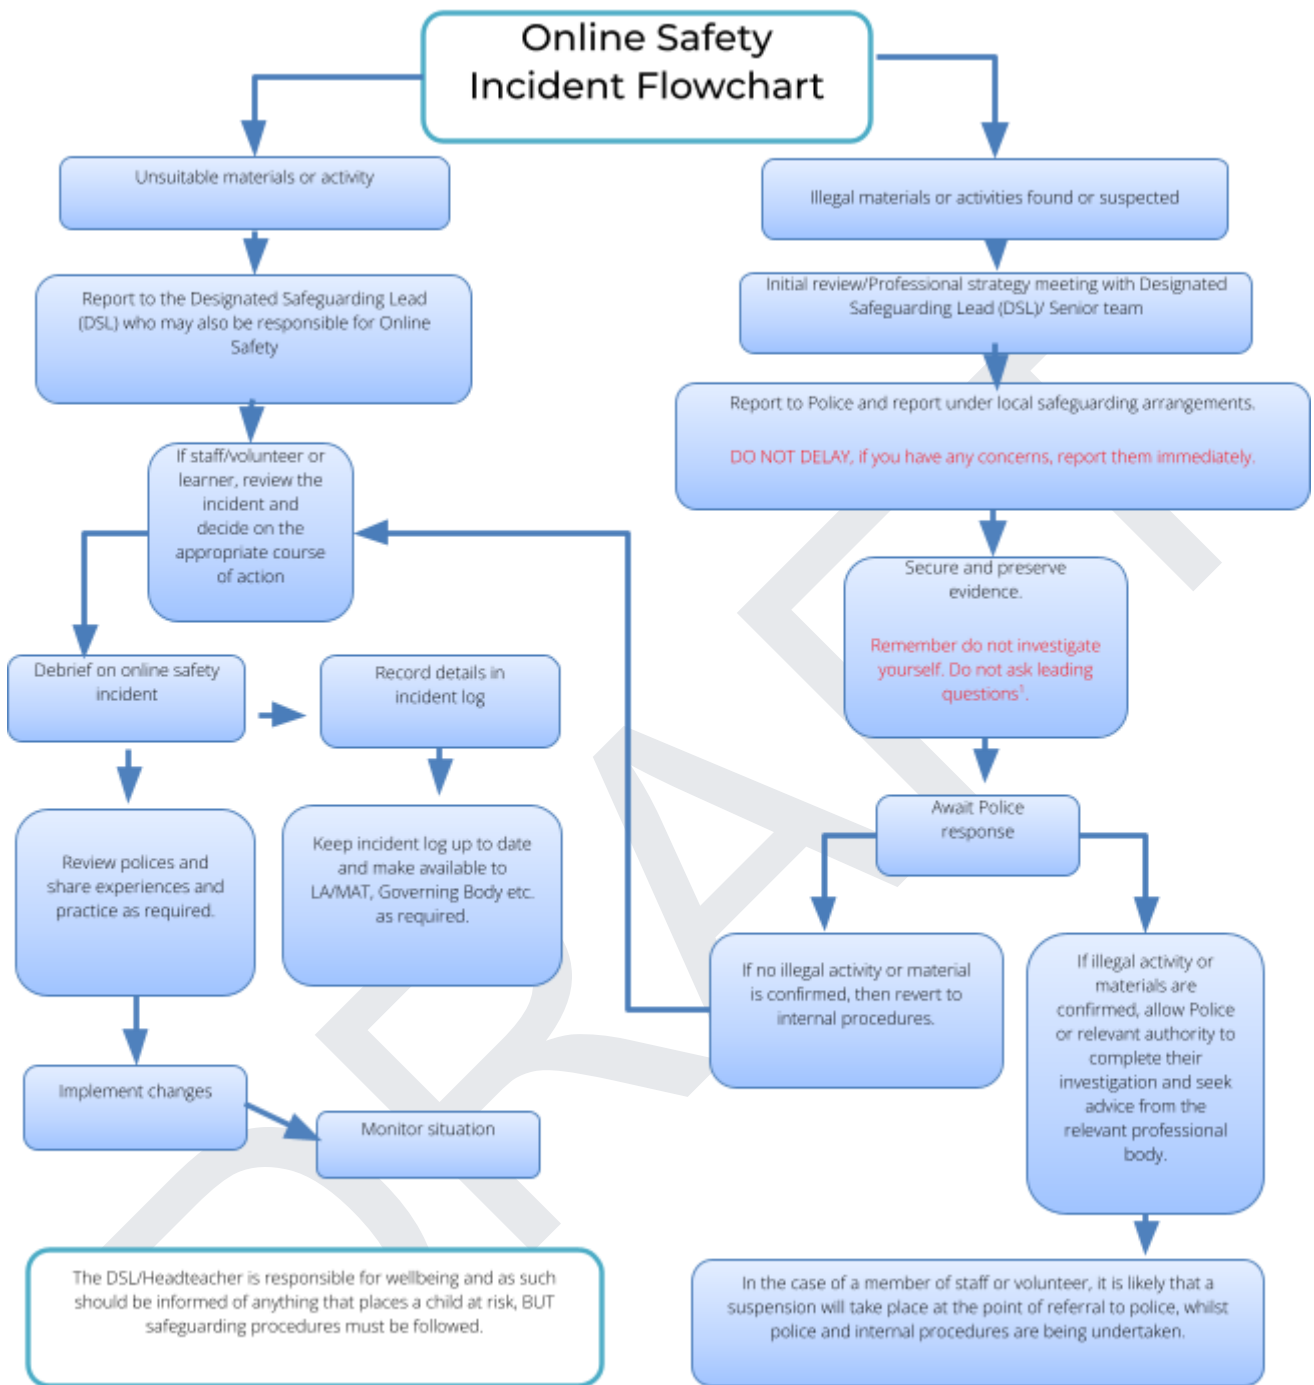 Online Safety
Incident Flowchart
Unsuitable materials or activity
Report to the Designated Safeguarding Lead
(DSL) who may also be responsible for Online
Safety
If staff/volunteer or
learner, review the
incident and
decide on the
appropriate course
of action
Debrief on online safety
incident
Record details in
incident log
Review polices and
share experiences and
practice as required.
Keep incident log up to date
and make available to
LA/MAT, Governing Body etc.
as required.
Implement changes
Monitor situation
The DSL/Headteacher is responsible for wellbeing and as such
should be informed of anything that places a child at risk, BUT
safeguarding procedures must be followed.
Illegal materials or activities found or suspected
Initial review/Professional strategy meeting with Designated
Safeguarding Lead (DSL)/ Senior team
Report to Police and report under local safeguarding arrangements.
DO NOT DELAY, if you have any concerns, report them immediately.
Secure and preserve
evidence.
Remember do not investigate
yourself. Do not ask leading
questions¹.
Await Police
response
If no illegal activity or material
is confirmed, then revert to
internal procedures.
If illegal activity or
materials are
confirmed, allow Police
or relevant authority to
complete their
investigation and seek
advice from the
relevant professional
body.
In the case of a member of staff or volunteer, it is likely that a
suspension will take place at the point of referral to police, whilst
police and internal procedures are being undertaken.
DRAFT